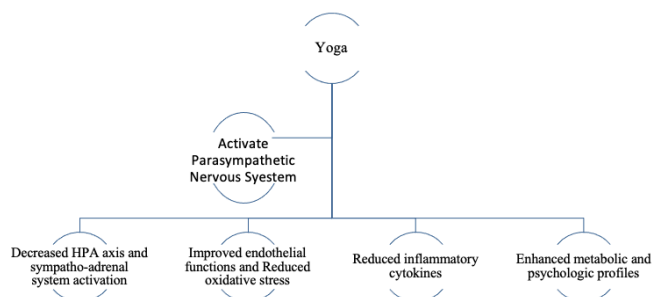 Yoga
Activate
Parasympathetic
Nervous Syestem
Decreased HPA axis and
sympatho-adrenal
system activation
Improved endothelial
functions and Reduced
oxidative stress
Reduced inflammatory
cytokines
Enhanced metabolic and
psychologic profiles